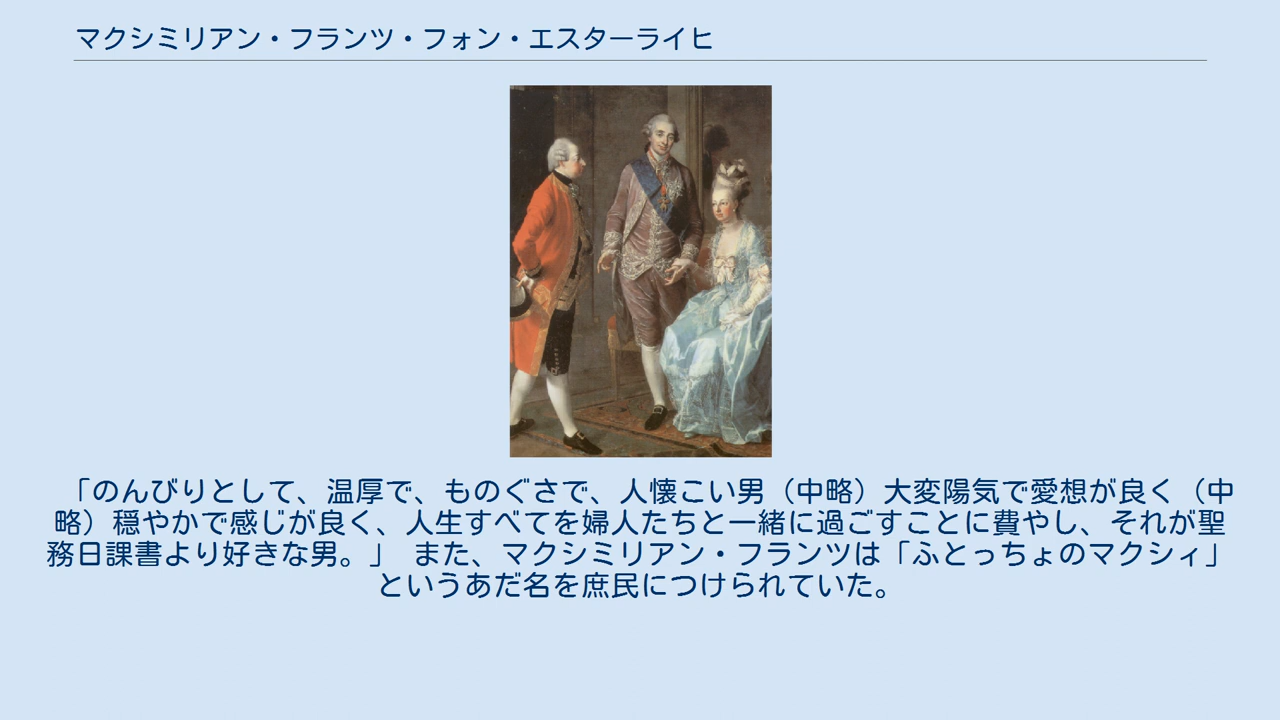 マクシミリアン・フランツ・フォン・エスターライヒ
「のんびりとして、温厚で、ものぐさで、人懐こい男（中略）大変陽気で愛想が良く（中
略）穏やかで感じが良く、人生すべてを婦人たちと一緒に過ごすことに費やし、それが聖
務日課書より好きな男。」 また、マクシミリアン・フランツは「ふとっちょのマクシィ」
というあだ名を庶民につけられていた。